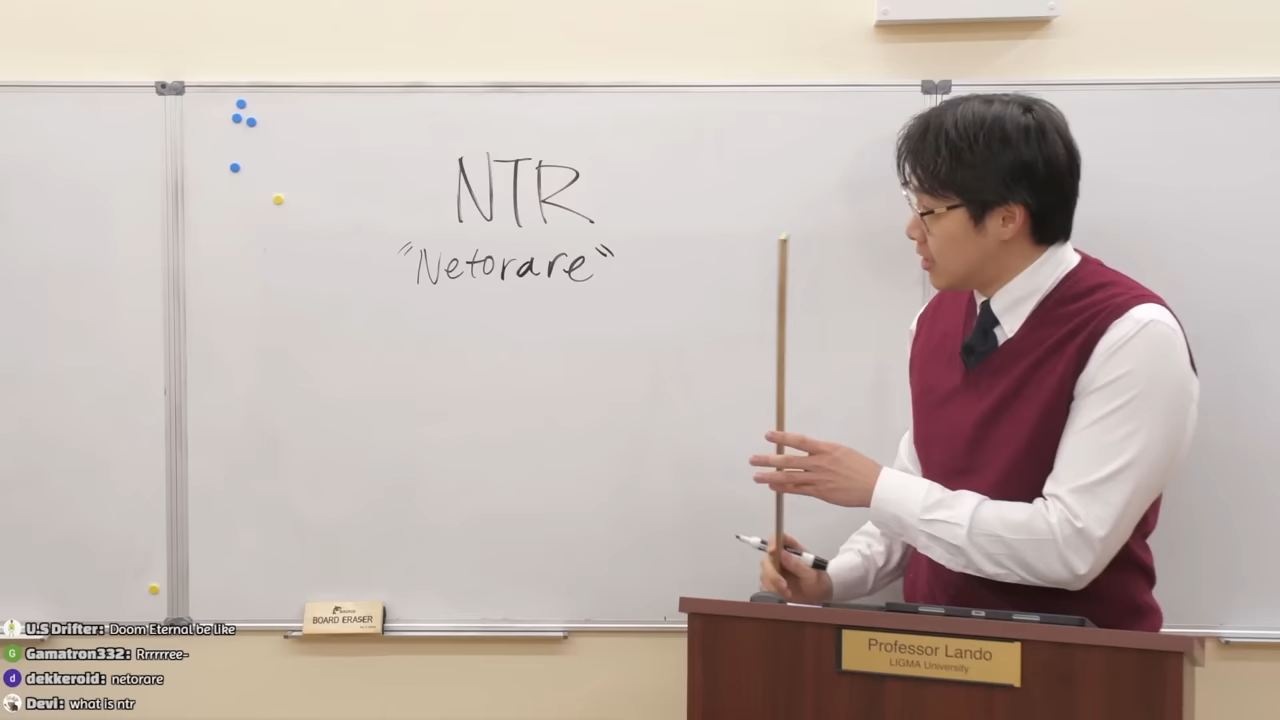 NTR
"Netorare"
BOARD ERASER
Professor Lando
LIGMA University
U.S Drifter: Doom Eternal be like
Gamatron332: Rrrrrree-
dekkeroid: netorare
Devi: what is ntr